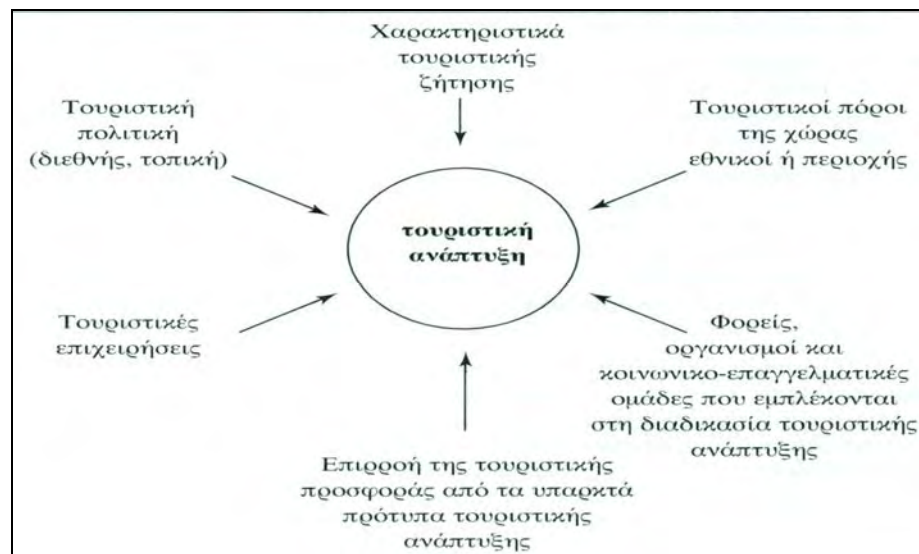 Χαρακτηριστικά
τουριστικής
ζήτησης
Τουριστική
πολιτική
(διεθνής, τοπική)
Τουριστικοί πόροι
της χώρας
εθνικοί ή περιοχής
τουριστική
ανάπτυξη
Τουριστικές
επιχειρήσεις
Φορείς,
οργανισμοί και
κοινωνικο-επαγγελματικές
ομάδες που εμπλέκονται
στη διαδικασία τουριστικής
ανάπτυξης
Επιρροή της τουριστικής
προσφοράς από τα υπαρκτά
πρότυπα τουριστικής
ανάπτυξης